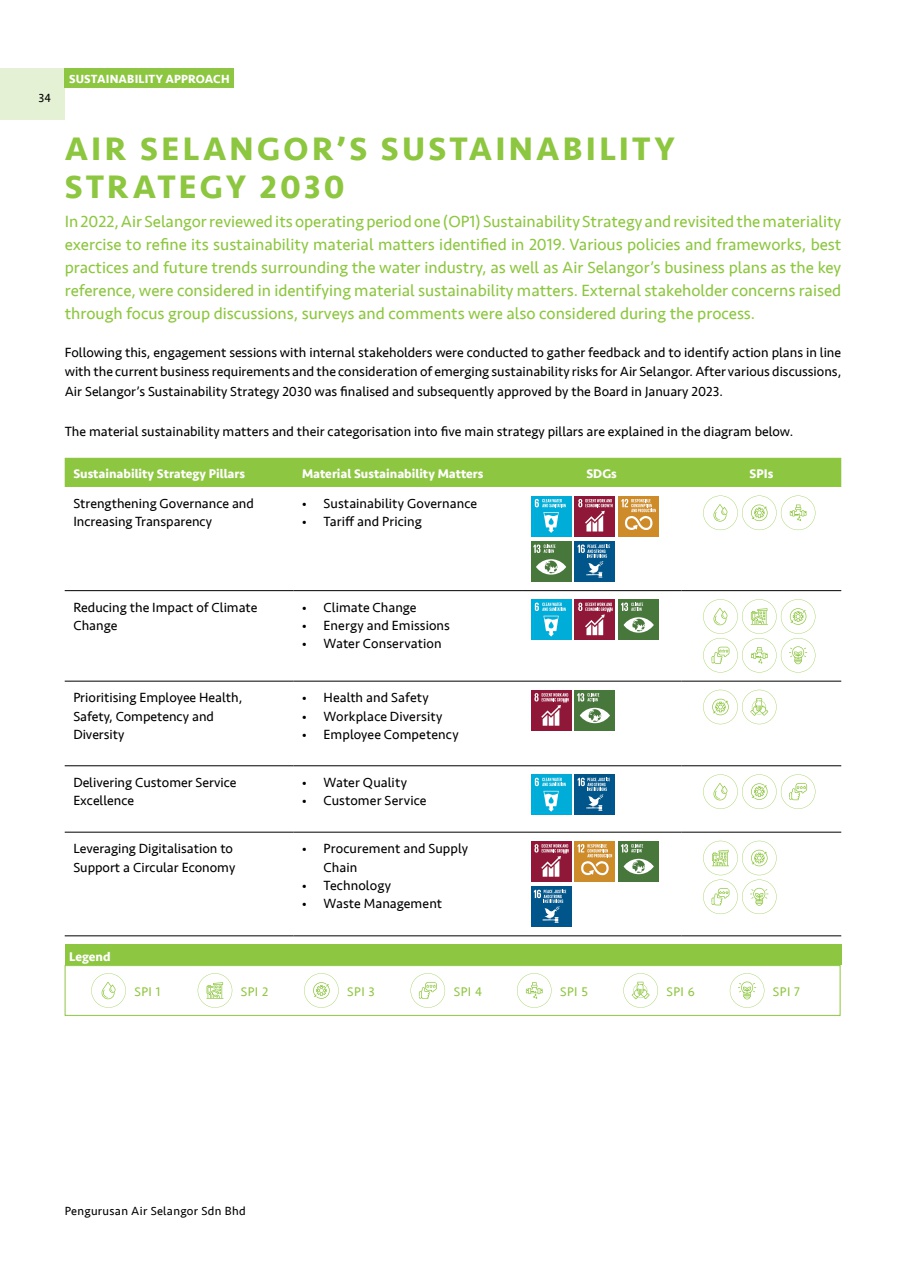 SUSTAINABILITY APPROACH
34
AIR SELANGOR'S SUSTAINABILITY
STRATEGY 2030
In 2022, Air Selangor reviewed its operating period one (OP1) Sustainability Strategy and revisited the materiality
exercise to refine its sustainability material matters identified in 2019. Various policies and frameworks, best
practices and future trends surrounding the water industry, as well as Air Selangor's business plans as the key
reference, were considered in identifying material sustainability matters. External stakeholder concerns raised
through focus group discussions, surveys and comments were also considered during the process.
Following this, engagement sessions with internal stakeholders were conducted to gather feedback and to identify action plans in line
with the current business requirements and the consideration of emerging sustainability risks for Air Selangor. After various discussions,
Air Selangor's Sustainability Strategy 2030 was finalised and subsequently approved by the Board in January 2023.
The material sustainability matters and their categorisation into five main strategy pillars are explained in the diagram below.
Sustainability Strategy Pillars Material Sustainability Matters SDGs SPIs
Strengthening Governance and
Increasing Transparency
• Sustainability Governance
• Tariff and Pricing
6 CLEAN WATER AND SANITATION
8 DECENT WORK AND ECONOMIC GROWTH
12 RESPONSIBLE CONSUMPTION AND PRODUCTION
13 CLIMATE ACTION
16 PEACE, JUSTICE AND STRONG INSTITUTIONS
Reducing the Impact of Climate
Change
• Climate Change
• Energy and Emissions
• Water Conservation
6 CLEAN WATER AND SANITATION
8 DECENT WORK AND ECONOMIC GROWTH
13 CLIMATE ACTION
Prioritising Employee Health,
Safety, Competency and
Diversity
• Health and Safety
• Workplace Diversity
• Employee Competency
8 DECENT WORK AND ECONOMIC GROWTH
13 CLIMATE ACTION
Delivering Customer Service
Excellence
• Water Quality
• Customer Service
6 CLEAN WATER AND SANITATION
16 PEACE, JUSTICE AND STRONG INSTITUTIONS
Leveraging Digitalisation to
Support a Circular Economy
• Procurement and Supply
Chain
• Technology
• Waste Management
8 DECENT WORK AND ECONOMIC GROWTH
12 RESPONSIBLE CONSUMPTION AND PRODUCTION
13 CLIMATE ACTION
16 PEACE, JUSTICE AND STRONG INSTITUTIONS
Legend
SPI 1 SPI 2 SPI 3 SPI 4 SPI 5 SPI 6 SPI 7
Pengurusan Air Selangor Sdn Bhd